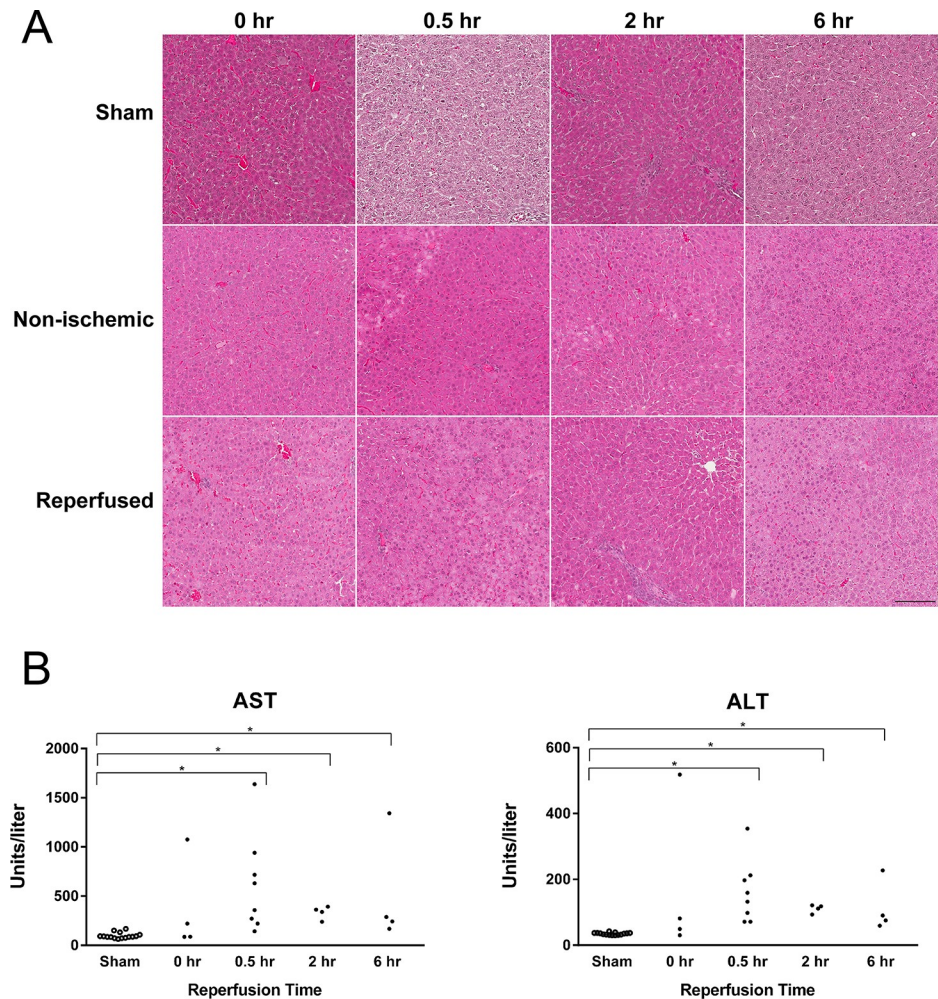 A
0 hr 0.5 hr 2 hr 6 hr
Sham
Non-ischemic
Reperfused
B
AST
*
*
*
2000
1500
1000
500
0
Units/liter
Sham 0 hr 0.5 hr 2 hr 6 hr
Reperfusion Time
ALT
*
*
*
600
400
200
0
Units/liter
Sham 0 hr 0.5 hr 2 hr 6 hr
Reperfusion Time